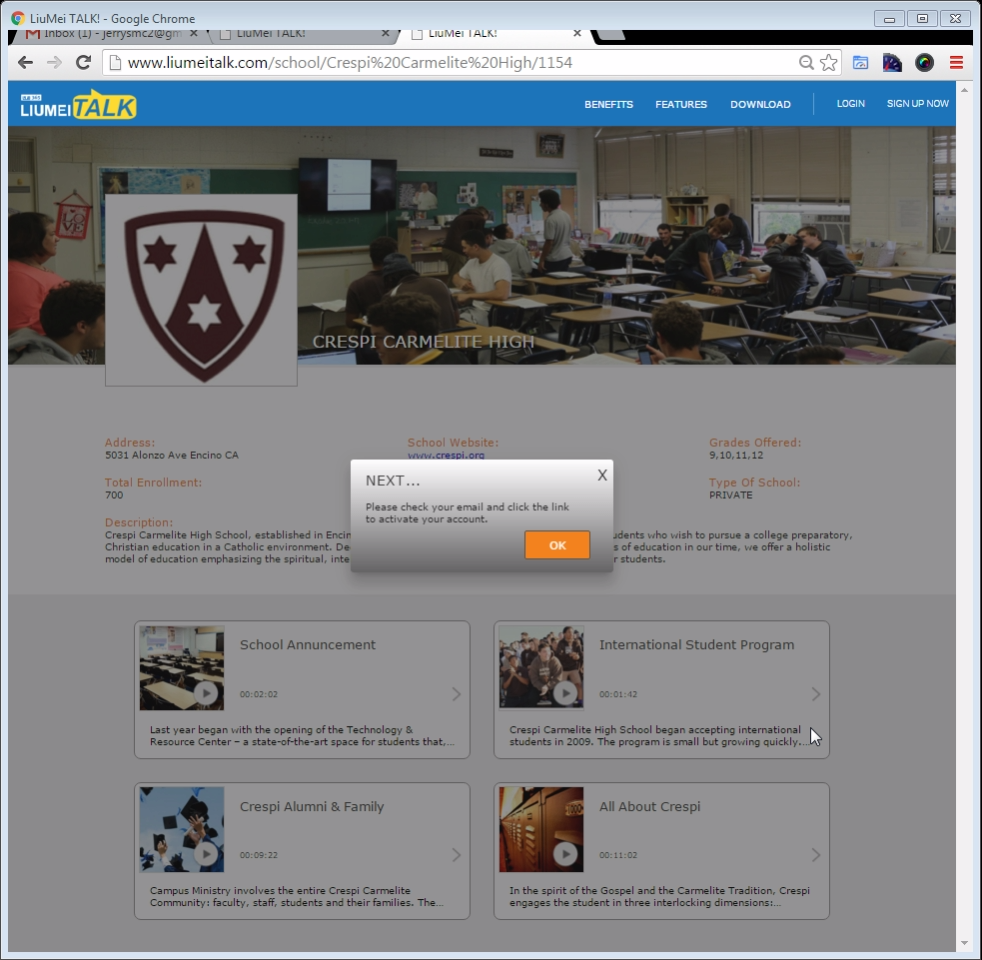 LiuMei TALK! - Google Chrome
Inbox (1) - jerrysmc2@gm
LiuMei TALK!
LiuMei TALK!
www.liumeitalk.com/school/Crespi%20Carmelite%20High/1154
LIUMEI TALK
BENEFITS
FEATURES
DOWNLOAD
LOGIN
SIGN UP NOW
CRESPI CARMELITE HIGH
Address:
5031 Alonzo Ave Encino CA
School Website:
www.crespi.org
Grades Offered:
9,10,11,12
Total Enrollment:
700
Type Of School:
PRIVATE
Description:
Crespi Carmelite High School, established in Encin
udents who wish to pursue a college preparatory,
Christian education in a Catholic environment. De
s of education in our time, we offer a holistic
model of education emphasizing the spiritual, inte
r students.
NEXT...
X
Please check your email and click the link
to activate your account.
OK
School Annuncement
00:02:02
Last year began with the opening of the Technology &
Resource Center – a state-of-the-art space for students that,...
International Student Program
00:01:42
Crespi Carmelite High School began accepting international
students in 2009. The program is small but growing quickly....
Crespi Alumni & Family
00:09:22
Campus Ministry involves the entire Crespi Carmelite
Community: faculty, staff, students and their families. The...
All About Crespi
00:11:02
In the spirit of the Gospel and the Carmelite Tradition, Crespi
engages the student in three interlocking dimensions:...